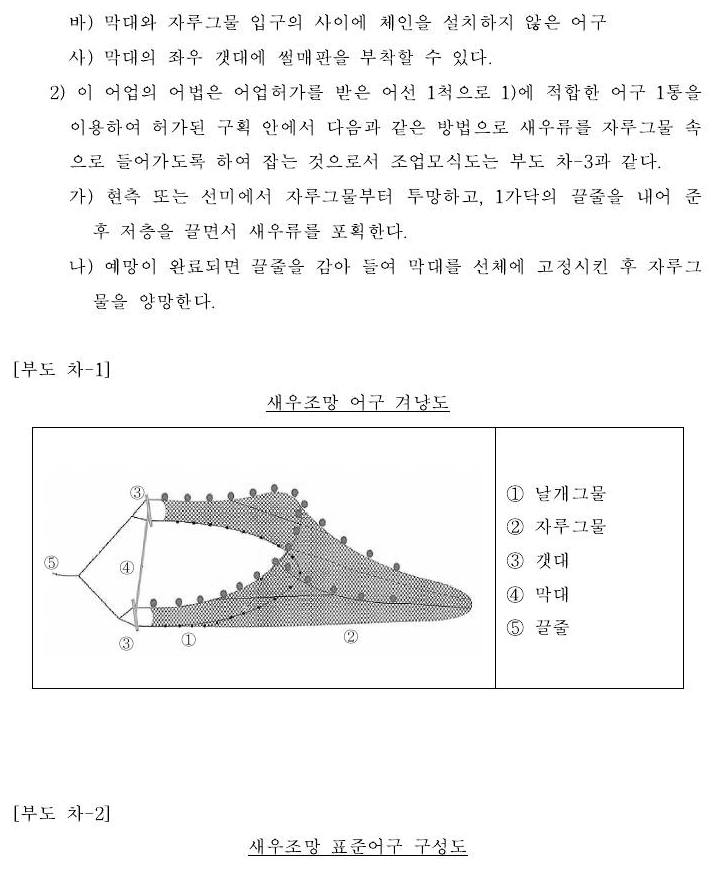 바) 막대와 자루그물 입구의 사이에 체인을 설치하지 않은 어구
사) 막대의 좌우 갯대에 썰매판을 부착할 수 있다.
2) 이 어업의 어법은 어업허가를 받은 어선 1척으로 1)에 적합한 어구 1통을
이용하여 허가된 구획 안에서 다음과 같은 방법으로 새우류를 자루그물 속
으로 들어가도록 하여 잡는 것으로서 조업모식도는 부도 차-3과 같다.
가) 현측 또는 선미에서 자루그물부터 투망하고, 1가닥의 끌줄을 내어 준
후 저층을 끌면서 새우류를 포획한다.
나) 예망이 완료되면 끌줄을 감아 들여 막대를 선체에 고정시킨 후 자루그
물을 양망한다.
[부도 차-1]
새우조망 어구 겨냥도
③
⑤
④
③
①
②
① 날개그물
② 자루그물
③ 갯대
④ 막대
⑤ 끌줄
[부도 차-2]
새우조망 표준어구 구성도